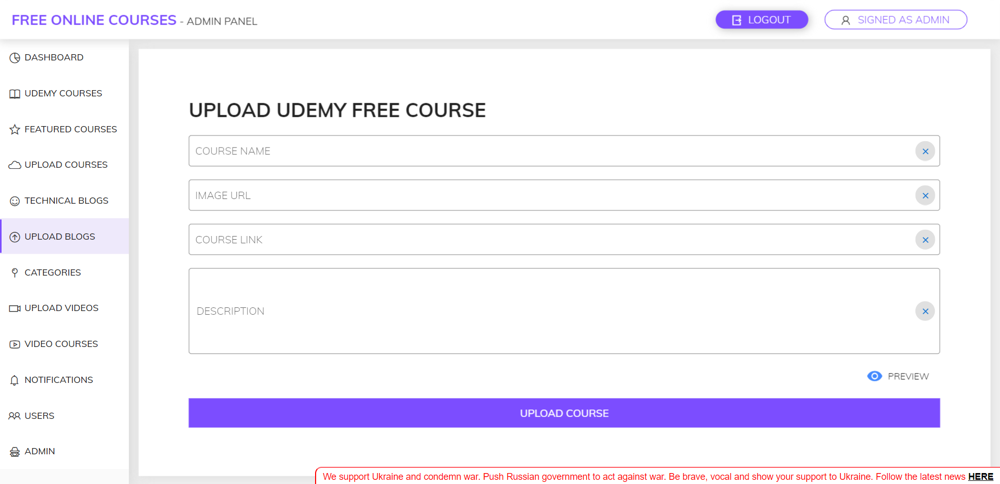 FREE ONLINE COURSES - ADMIN PANEL
LOGOUT
SIGNED AS ADMIN
DASHBOARD
UDEMY COURSES
FEATURED COURSES
UPLOAD COURSES
TECHNICAL BLOGS
UPLOAD BLOGS
CATEGORIES
UPLOAD VIDEOS
VIDEO COURSES
NOTIFICATIONS
USERS
ADMIN
UPLOAD UDEMY FREE COURSE
COURSE NAME
IMAGE URL
COURSE LINK
DESCRIPTION
PREVIEW
UPLOAD COURSE
We support Ukraine and condemn war. Push Russian government to act against war. Be brave, vocal and show your support to Ukraine. Follow the latest news HERE